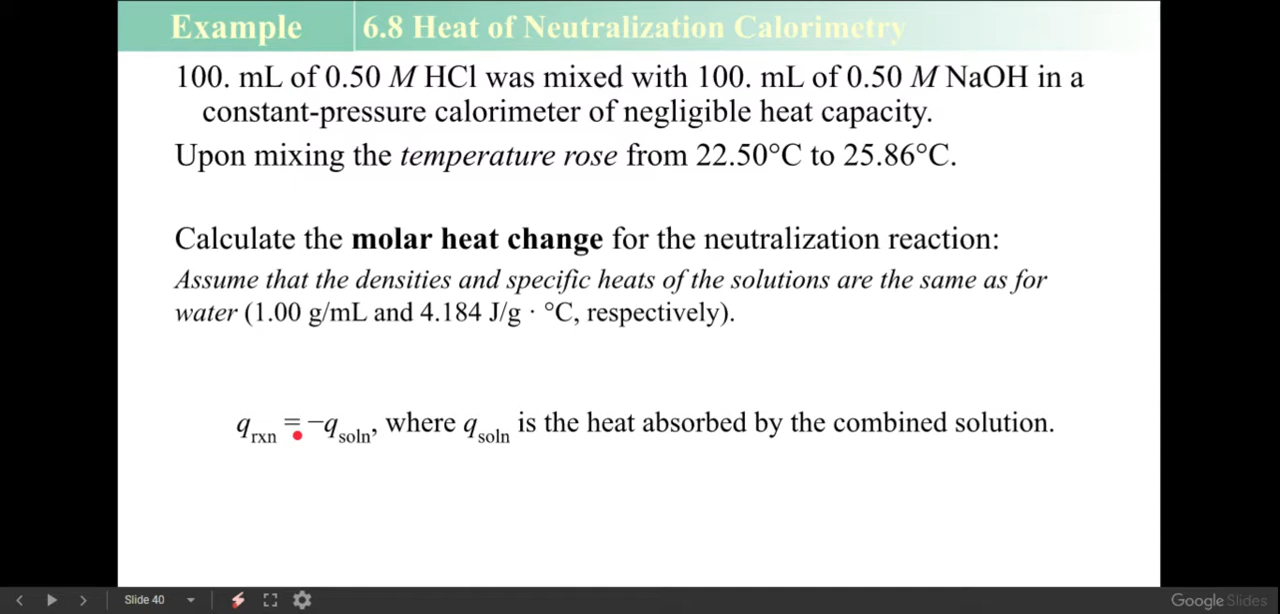 Example
6.8 Heat of Neutralization Calorimetry
100. mL of 0.50 M HCl was mixed with 100. mL of 0.50 M NaOH in a
constant-pressure calorimeter of negligible heat capacity.
Upon mixing the temperature rose from 22.50°C to 25.86°C.
Calculate the molar heat change for the neutralization reaction:
Assume that the densities and specific heats of the solutions are the same as for
water (1.00 g/mL and 4.184 J/g · °C, respectively).
q_rxn = −q_soln, where q_soln is the heat absorbed by the combined solution.
Slide 40
Google Slides